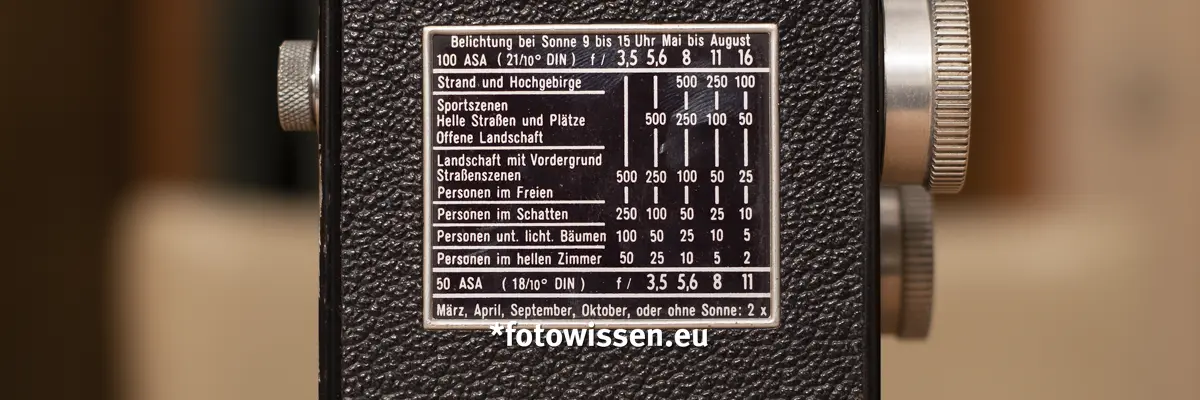 Belichtung bei Sonne 9 bis 15 Uhr Mai bis August
100 ASA ( 21/10° DIN ) f / 3,5 5,6 8 11 16
Strand und Hochgebirge 500 250 100
Sportszenen
Helle Straßen und Plätze 500 250 100 50
Offene Landschaft
Landschaft mit Vordergrund
Straßenszenen 500 250 100 50 25
Personen im Freien
Personen im Schatten 250 100 50 25 10
Personen unt. licht. Bäumen 100 50 25 10 5
Personen im hellen Zimmer 50 25 10 5 2
50 ASA ( 18/10° DIN ) f / 3,5 5,6 8 11
März, April, September, Oktober, oder ohne Sonne: 2 x
*fotowissen.eu